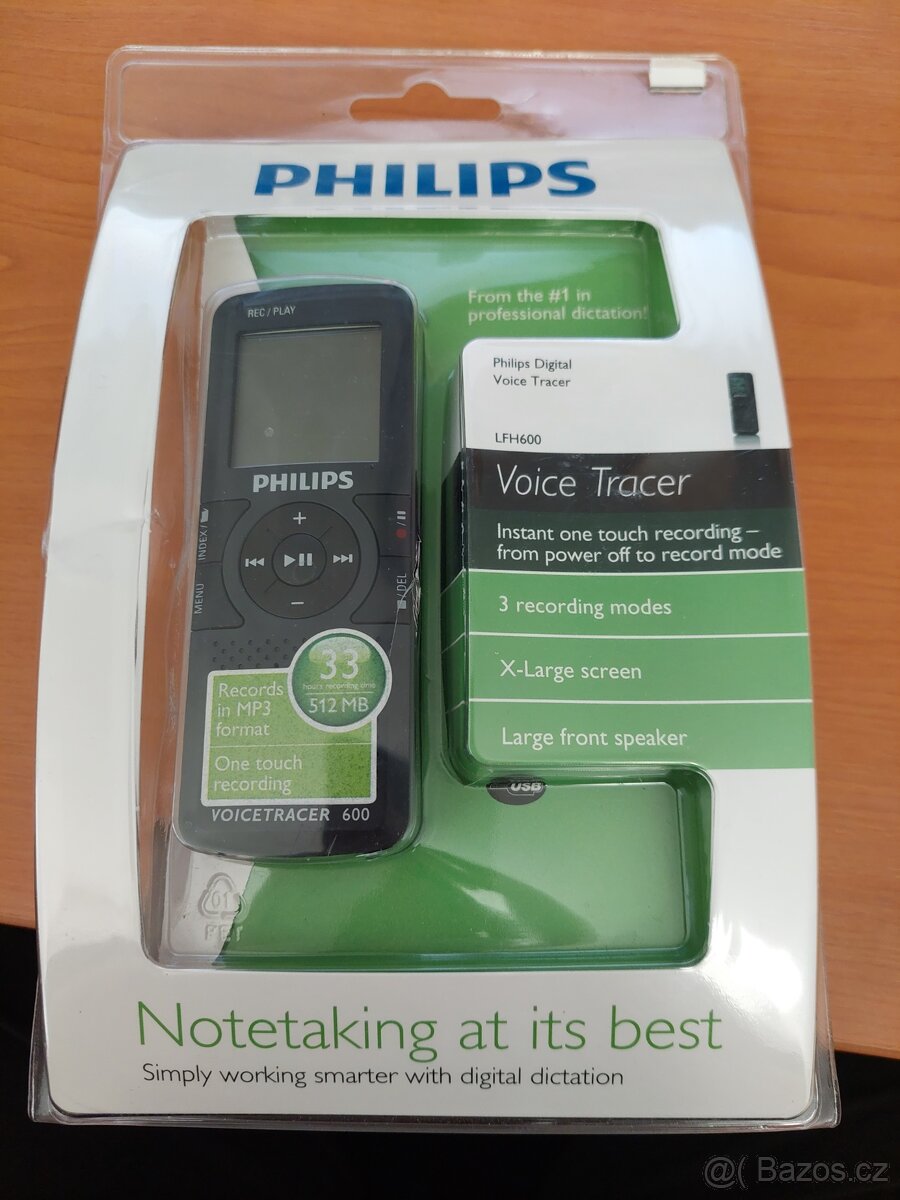 PHILIPS
From the #1 in
professional dictation!
REC/PLAY
PHILIPS
INDEX/
MENU
/DEL
+
−
33
hours recording time
512 MB
Records
in MP3
format
One touch
recording
VOICETRACER 600
Philips Digital
Voice Tracer
LFH600
Voice Tracer
Instant one touch recording –
from power off to record mode
3 recording modes
X-Large screen
Large front speaker
USB
01
PET
Notetaking at its best
Simply working smarter with digital dictation
@( Bazos.cz